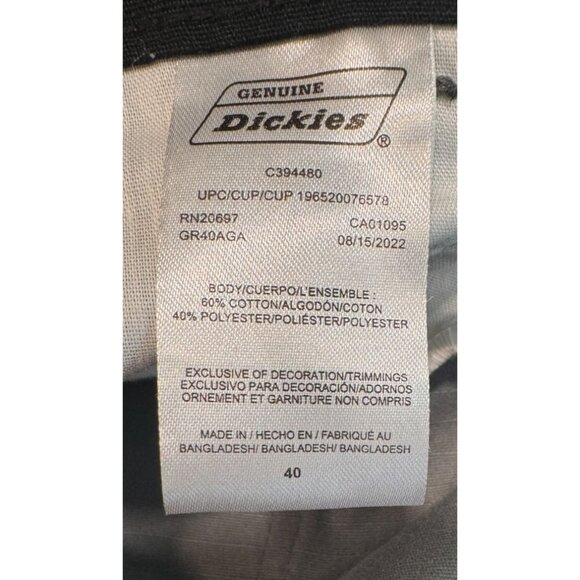 GENUINE
Dickies®
C394480
UPC/CUP/CUP 196520076578
RN20697 CA01095
GR40AGA 08/15/2022
BODY/CUERPO/L'ENSEMBLE :
60% COTTON/ALGODÓN/COTON
40% POLYESTER/POLIÉSTER/POLYESTER
EXCLUSIVE OF DECORATION/TRIMMINGS
EXCLUSIVO PARA DECORACIÓN/ADORNOS
ORNEMENT ET GARNITURE NON COMPRIS
MADE IN / HECHO EN / FABRIQUÉ AU
BANGLADESH/ BANGLADESH/ BANGLADESH
40